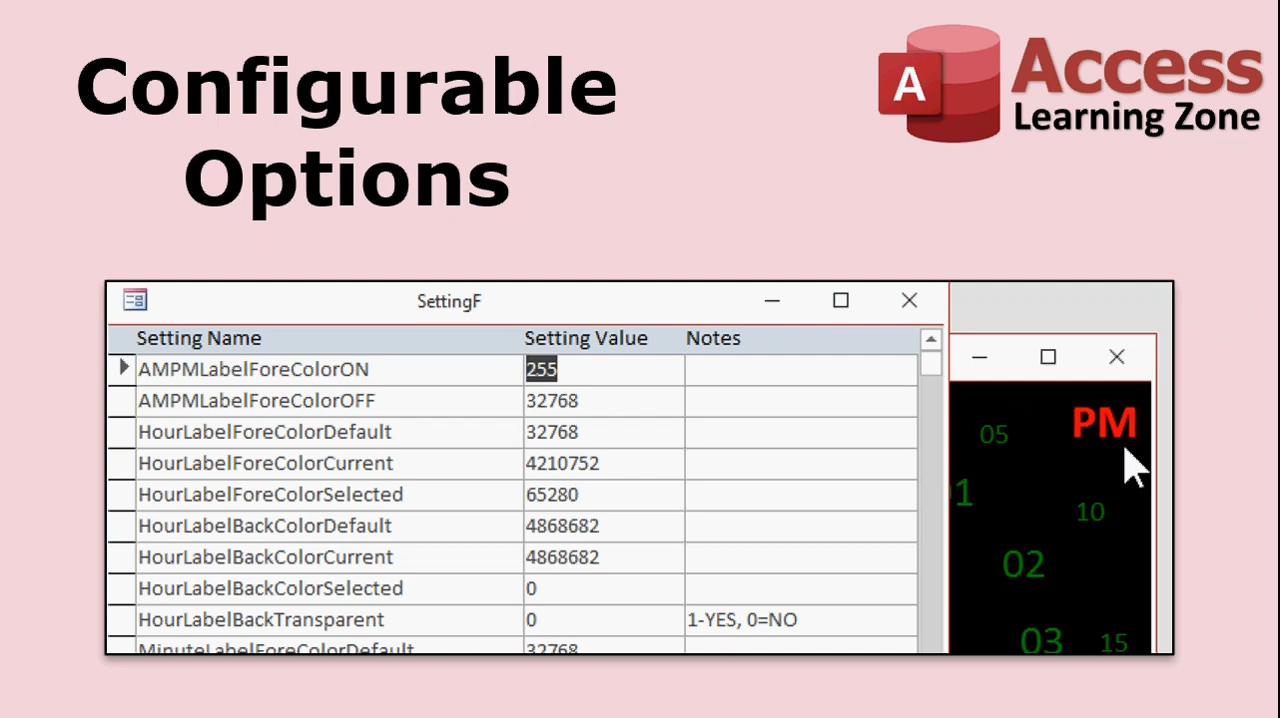 Configurable
Options
A
Access
Learning Zone
SettingF
Setting Name Setting Value Notes
AMPMLabelForeColorON 255
AMPMLabelForeColorOFF 32768
HourLabelForeColorDefault 32768
HourLabelForeColorCurrent 4210752
HourLabelForeColorSelected 65280
HourLabelBackColorDefault 4868682
HourLabelBackColorCurrent 4868682
HourLabelBackColorSelected 0
HourLabelBackTransparent 0 1-YES, 0=NO
MinuteLabelForeColorDefault 32768
PM
05
10
02
03 15